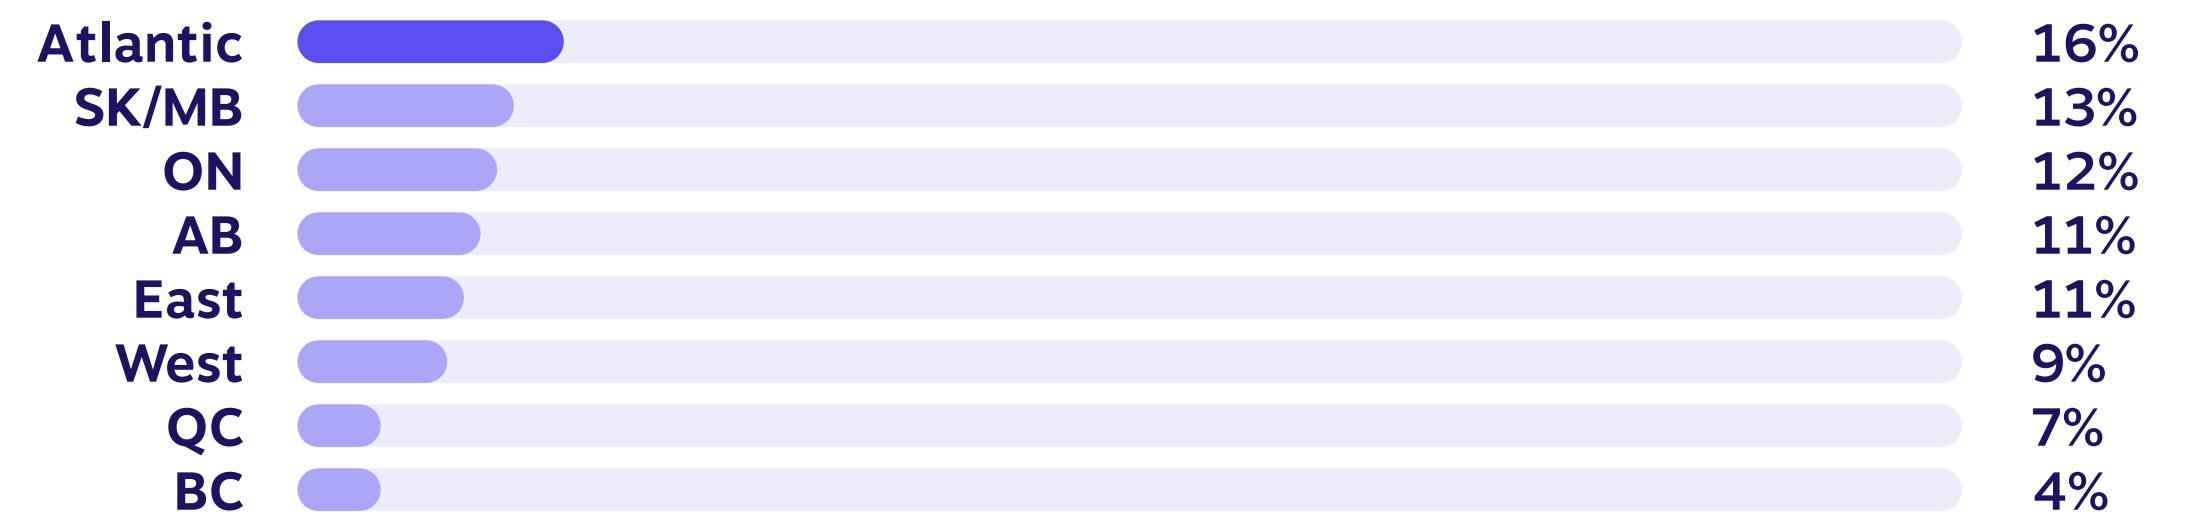 Atlantic 16%
SK/MB 13%
ON 12%
AB 11%
East 11%
West 9%
QC 7%
BC 4%